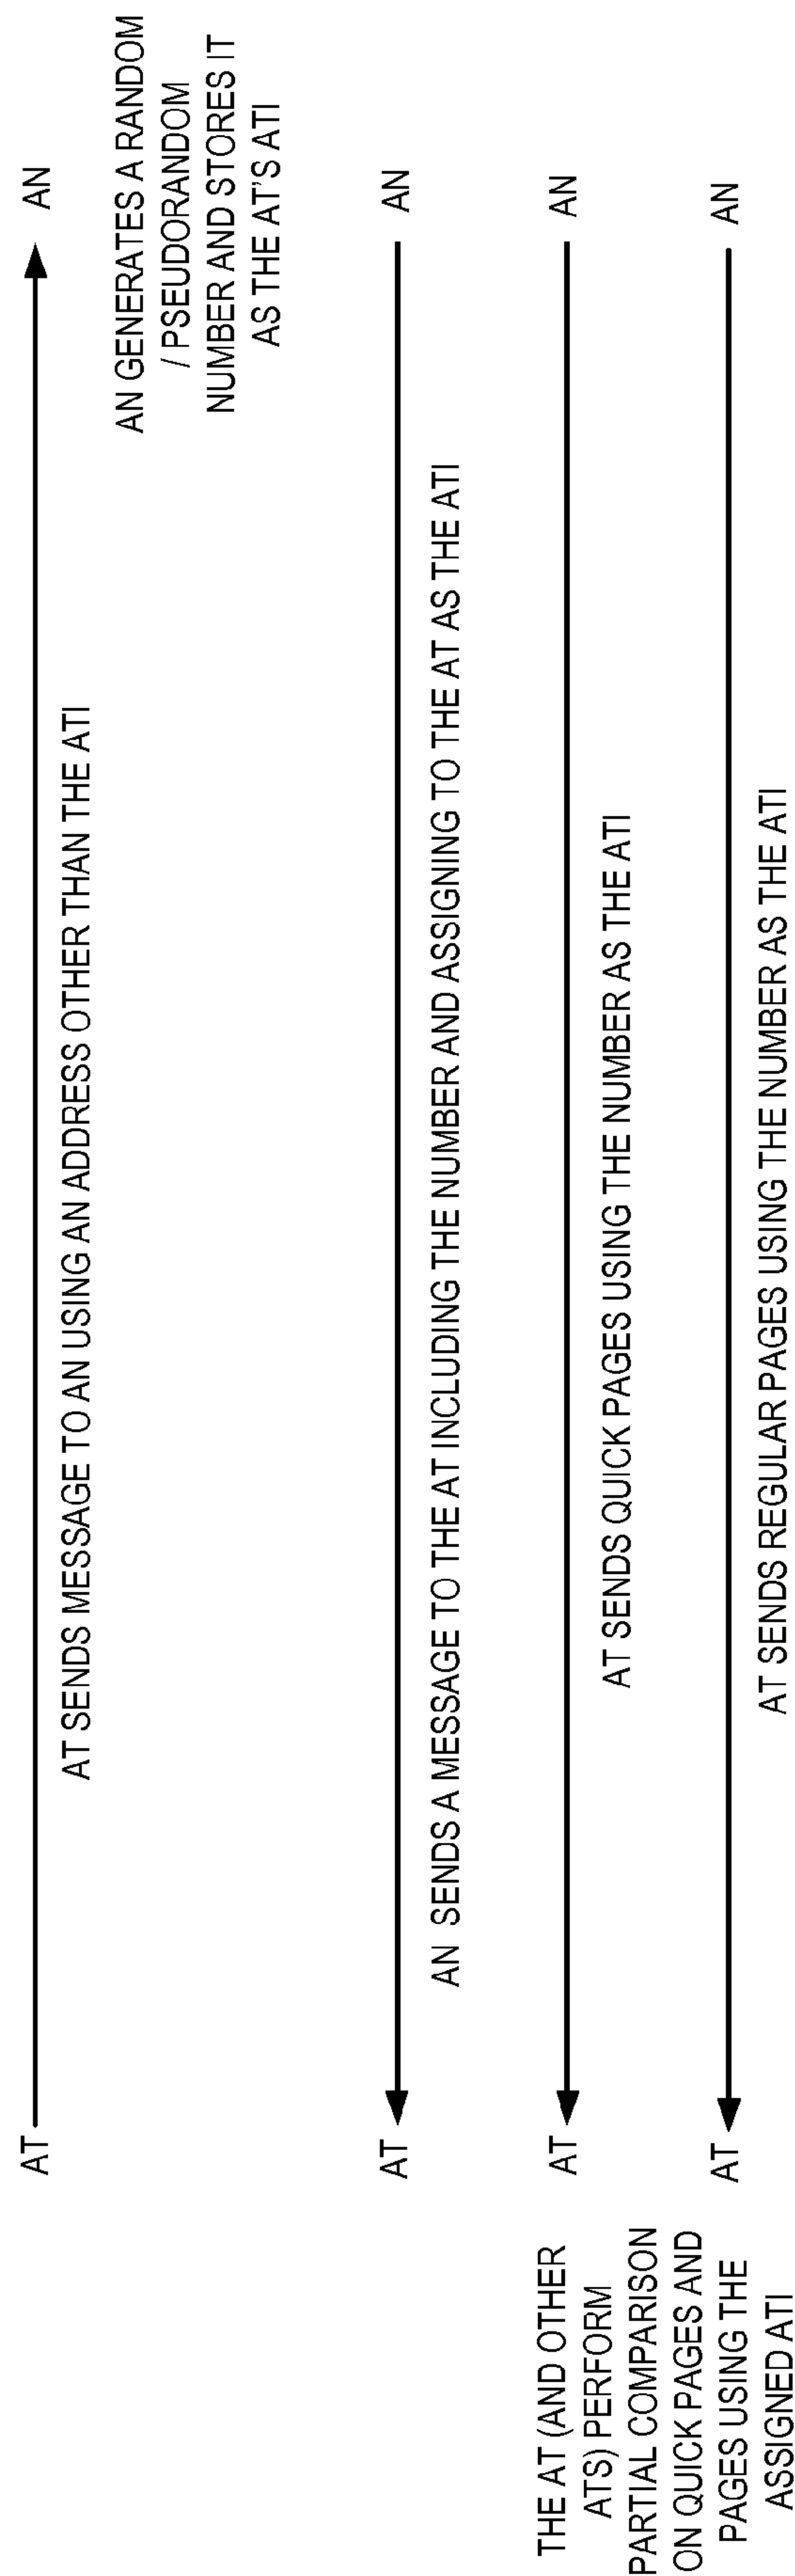 AT
AN
AT SENDS MESSAGE TO AN USING AN ADDRESS OTHER THAN THE ATI
AN GENERATES A RANDOM
/ PSEUDORANDOM
NUMBER AND STORES IT
AS THE AT'S ATI
AT
AN
AN SENDS A MESSAGE TO THE AT INCLUDING THE NUMBER AND ASSIGNING TO THE AT AS THE ATI
AT
AN
AT SENDS QUICK PAGES USING THE NUMBER AS THE ATI
THE AT (AND OTHER
ATS) PERFORM
PARTIAL COMPARISON
ON QUICK PAGES AND
PAGES USING THE
ASSIGNED ATI
AT
AN
AT SENDS REGULAR PAGES USING THE NUMBER AS THE ATI